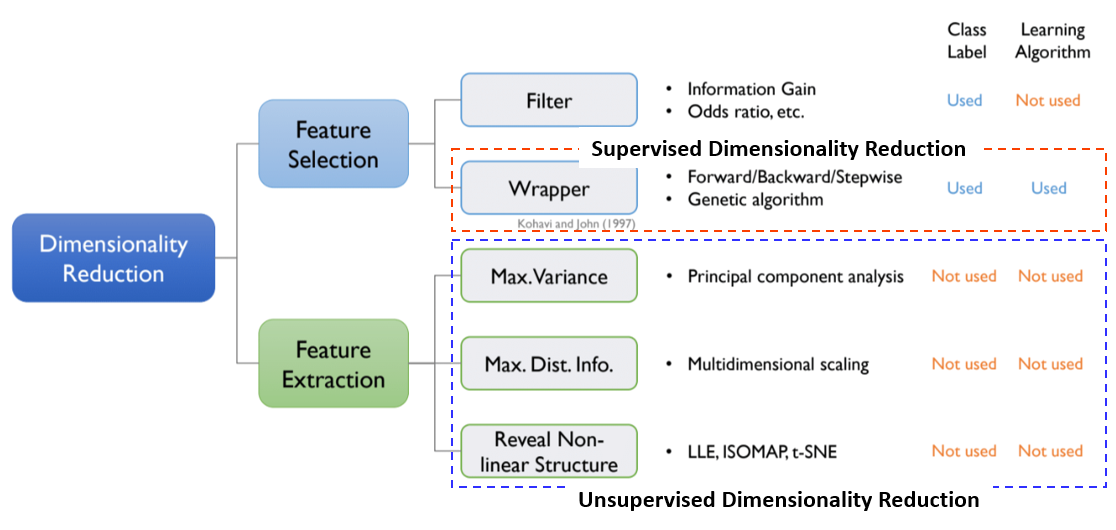 Class
Label
Learning
Algorithm
Filter
• Information Gain
• Odds ratio, etc.
Used
Not used
Feature
Selection
Supervised Dimensionality Reduction
Wrapper
• Forward/Backward/Stepwise
• Genetic algorithm
Used
Used
Kohavi and John (1997)
Dimensionality
Reduction
Max. Variance
• Principal component analysis
Not used
Not used
Feature
Extraction
Max. Dist. Info.
• Multidimensional scaling
Not used
Not used
Reveal Non-
linear Structure
• LLE, ISOMAP, t-SNE
Not used
Not used
Unsupervised Dimensionality Reduction